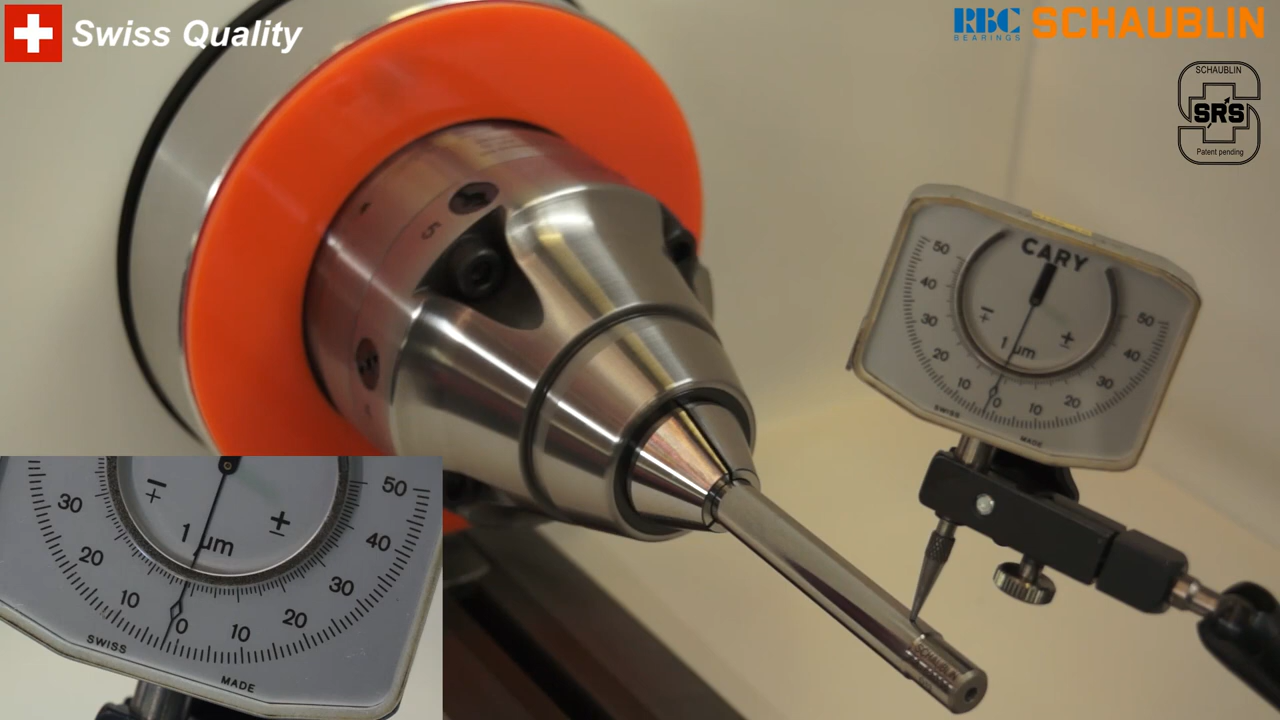 Swiss Quality
RBC
BEARINGS
SCHAUBLIN
SCHAUBLIN
SRS
Patent pending
5
CARY
50 40 30 20 10 0 10 20 30 40 50
+
-
±
1 µm
SWISS MADE
SCHAUBLIN
30 20 10 0 10 20 30 40 50
+
-
±
1 µm
SWISS MADE